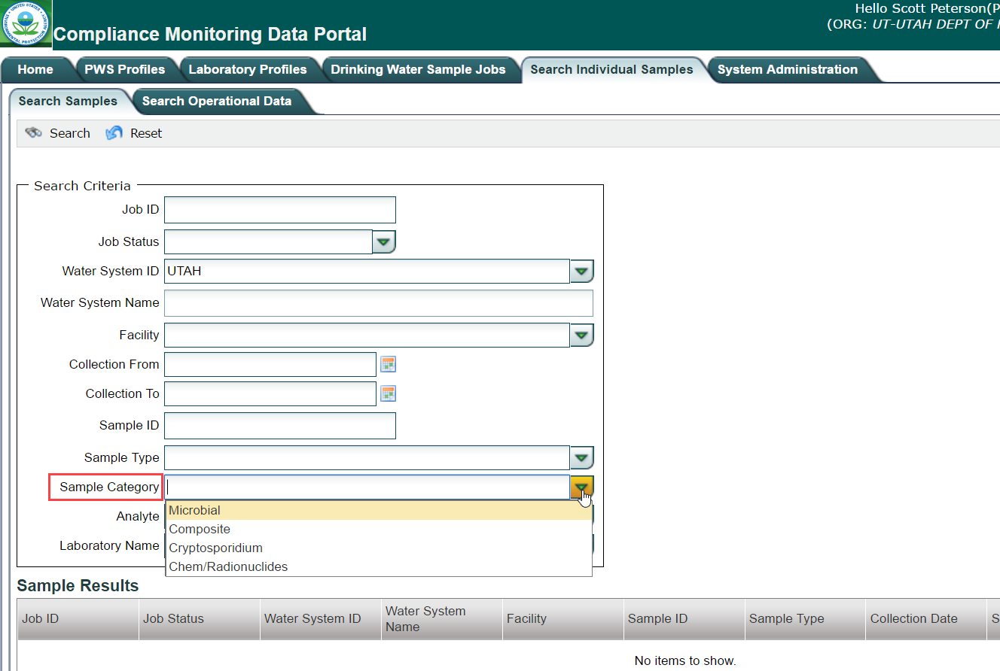 Hello Scott Peterson(P
(ORG: UT-UTAH DEPT OF
Compliance Monitoring Data Portal
Home PWS Profiles Laboratory Profiles Drinking Water Sample Jobs Search Individual Samples System Administration
Search Samples Search Operational Data
Search Reset
Search Criteria
Job ID
Job Status
Water System ID UTAH
Water System Name
Facility
Collection From
Collection To
Sample ID
Sample Type
Sample Category
Microbial
Analyte
Composite
Cryptosporidium
Laboratory Name
Chem/Radionuclides
Sample Results
Job ID Job Status Water System ID Water System Name Facility Sample ID Sample Type Collection Date S
No items to show.